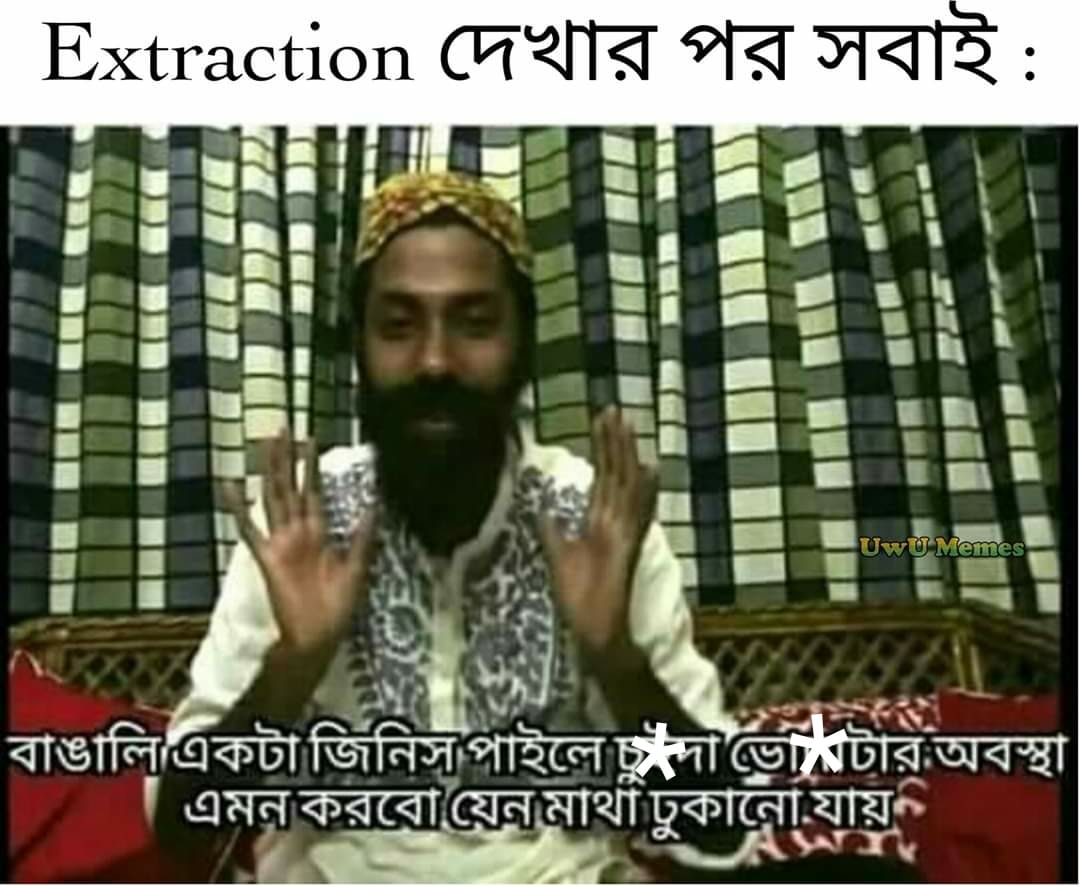 Extraction দেখার পর সবাই :
UwU Memes
বাঙালি একটা জিনিস পাইলে চু*দা ভো*টার অবস্থা
এমন করবো যেন মাথা ঢুকানো যায়